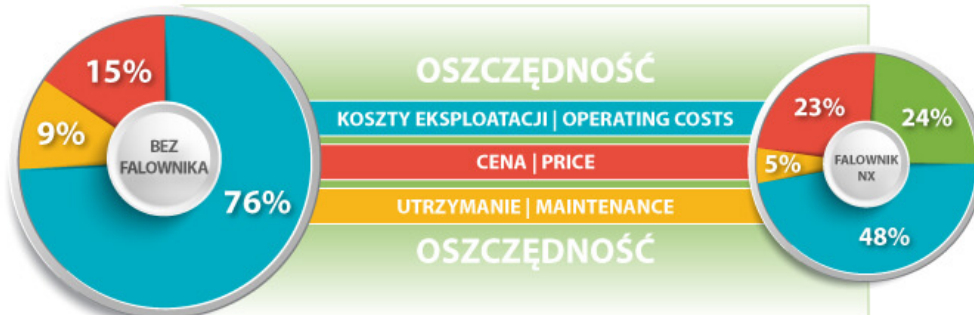 15%
9%
BEZ
FALOWNIKA
76%
OSZCZĘDNOŚĆ
KOSZTY EKSPLOATACJI | OPERATING COSTS
CENA | PRICE
UTRZYMANIE | MAINTENANCE
OSZCZĘDNOŚĆ
23%
24%
5%
FALOWNIK
NX
48%